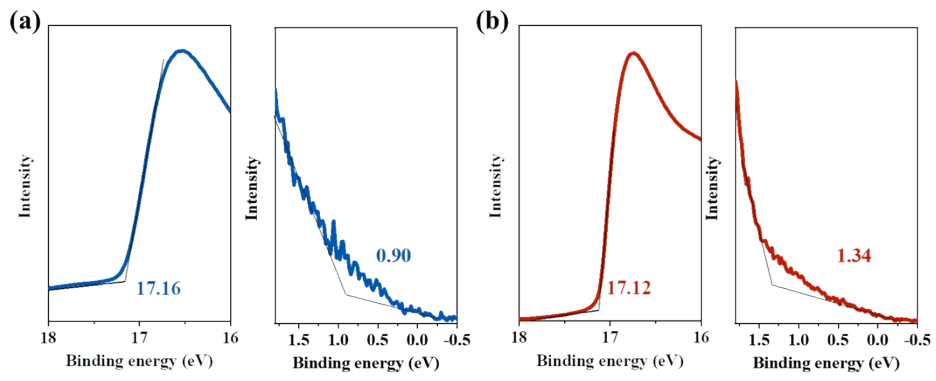 (a)
Intensity
17.16
18 17 16
Binding energy (eV)
Intensity
0.90
1.5 1.0 0.5 0.0 -0.5
Binding energy (eV)
(b)
Intensity
17.12
18 17 16
Binding energy (eV)
Intensity
1.34
1.5 1.0 0.5 0.0 -0.5
Binding energy (eV)